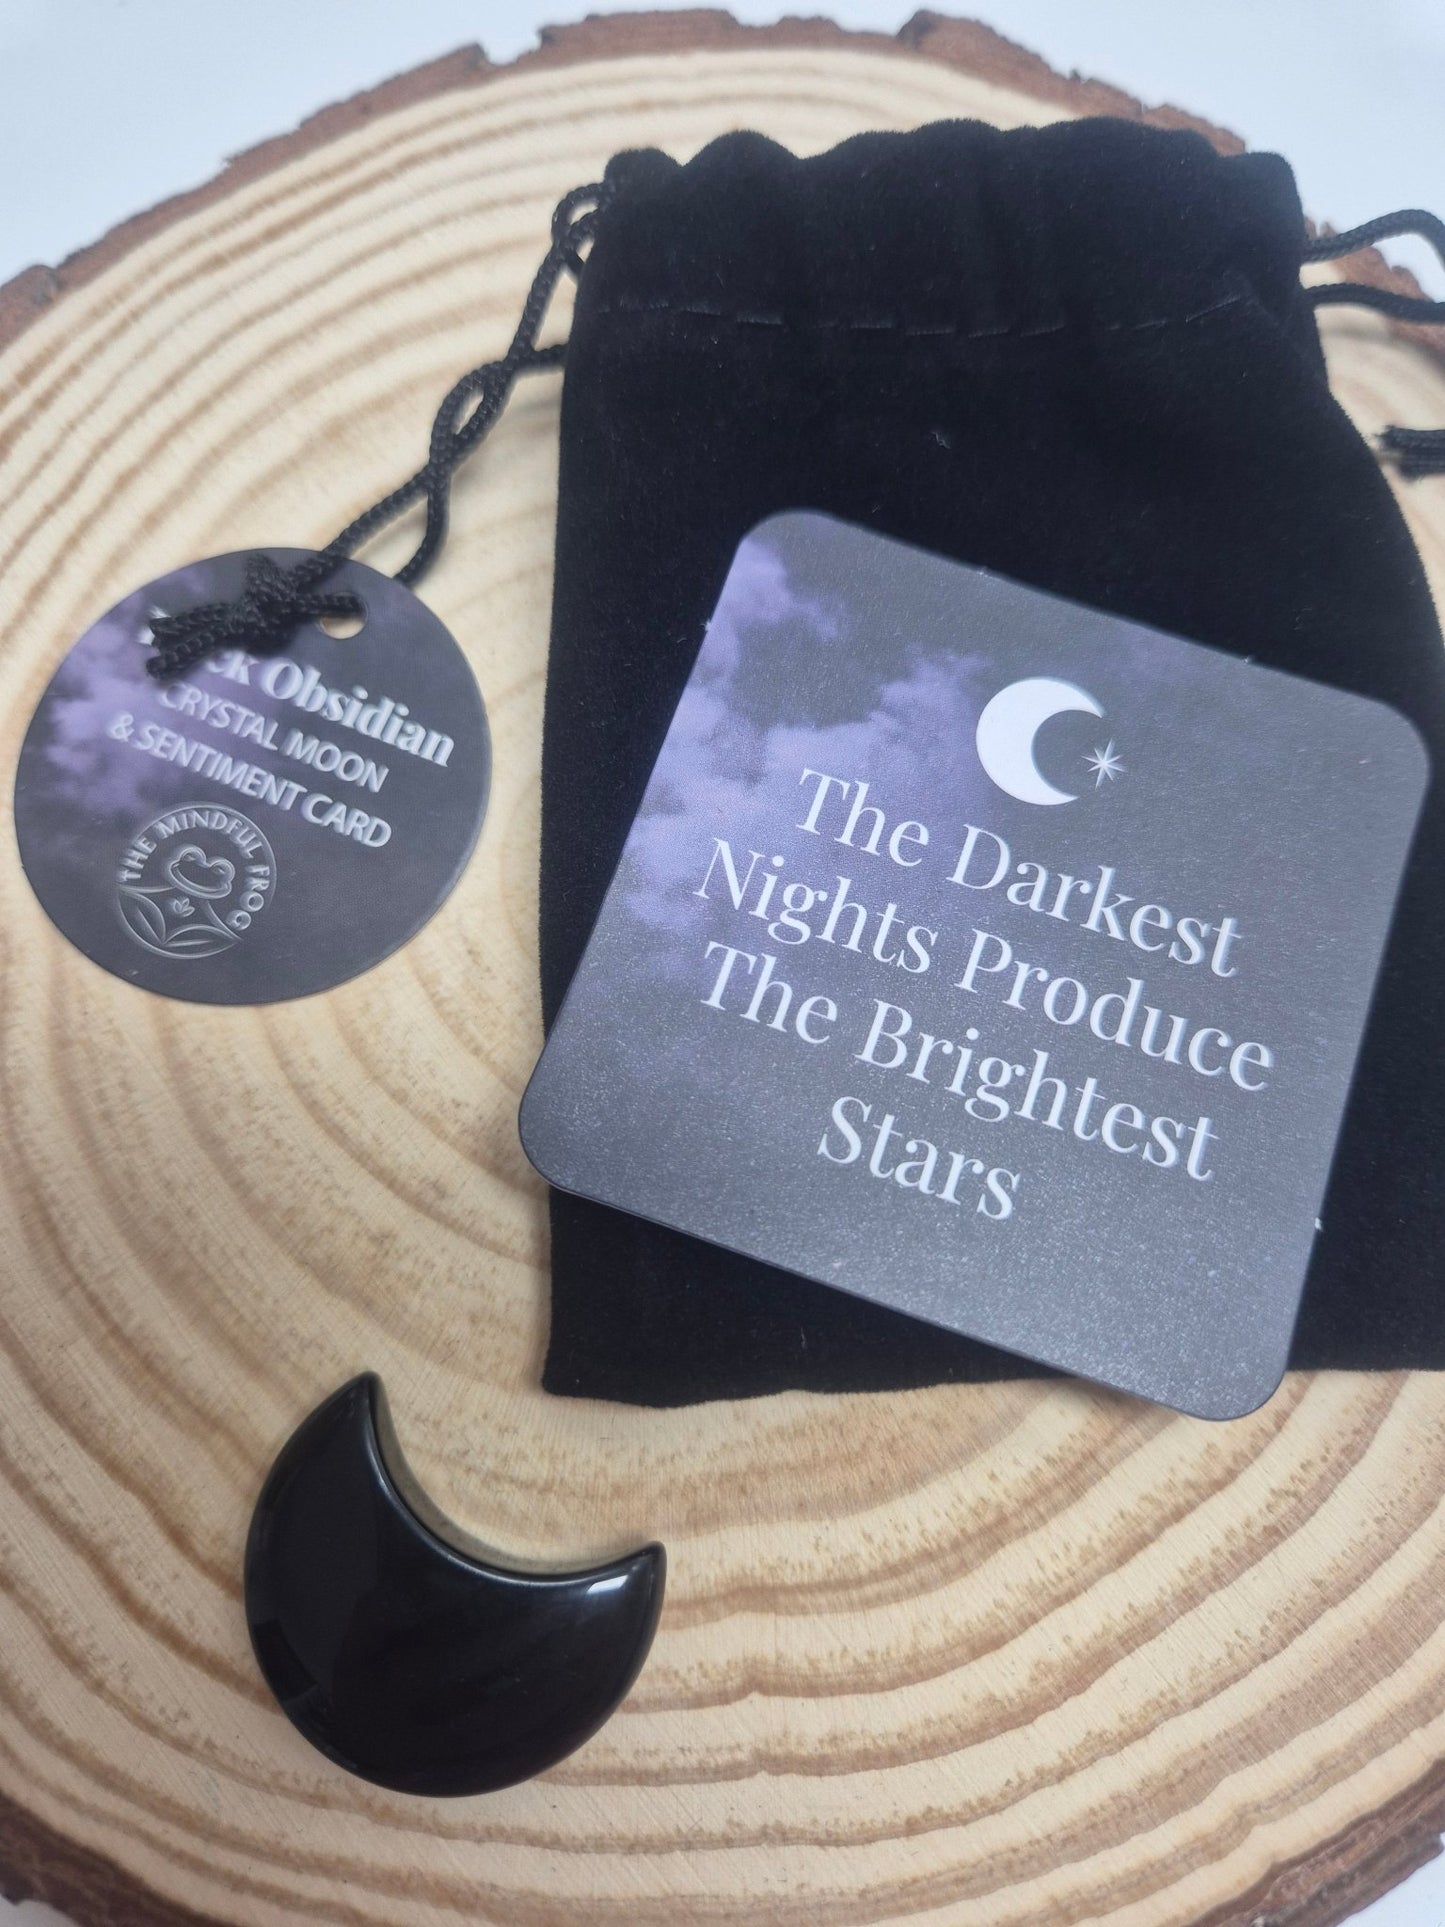 Obsidian
CRYSTAL MOON
& SENTIMENT CARD
THE MINDFUL FROG
The Darkest
Nights Produce
The Brightest
Stars